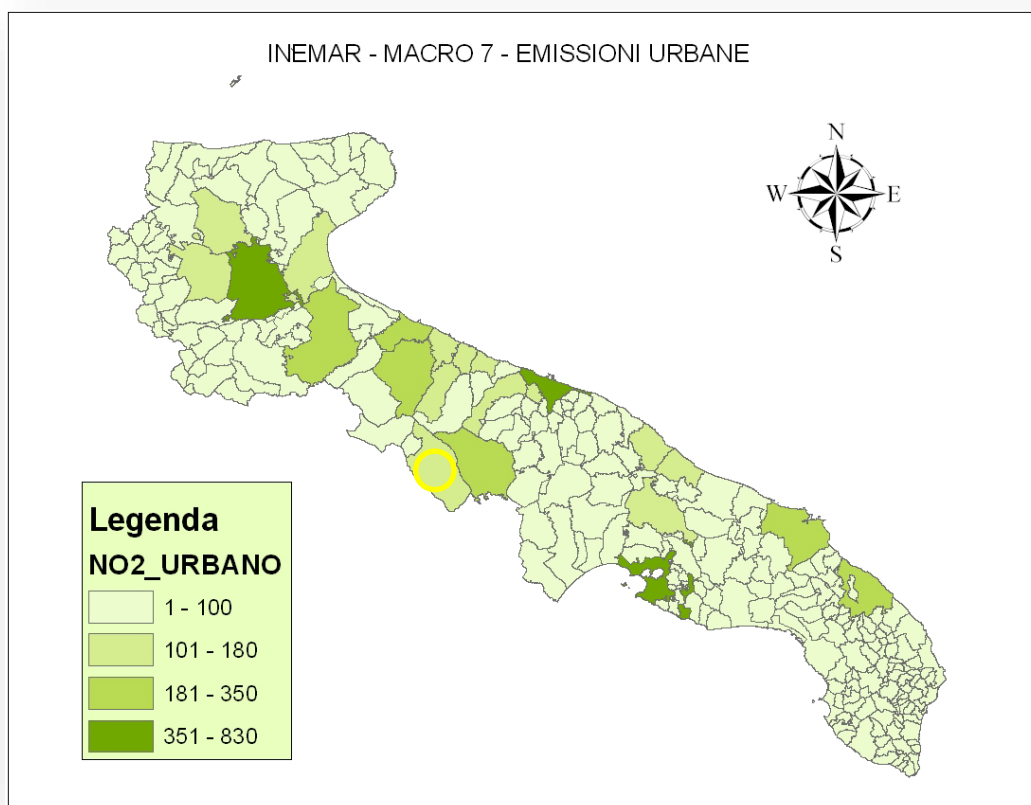 INEMAR - MACRO 7 - EMISSIONI URBANE
N
W
E
S
Legenda
NO2_URBANO
1 - 100
101 - 180
181 - 350
351 - 830